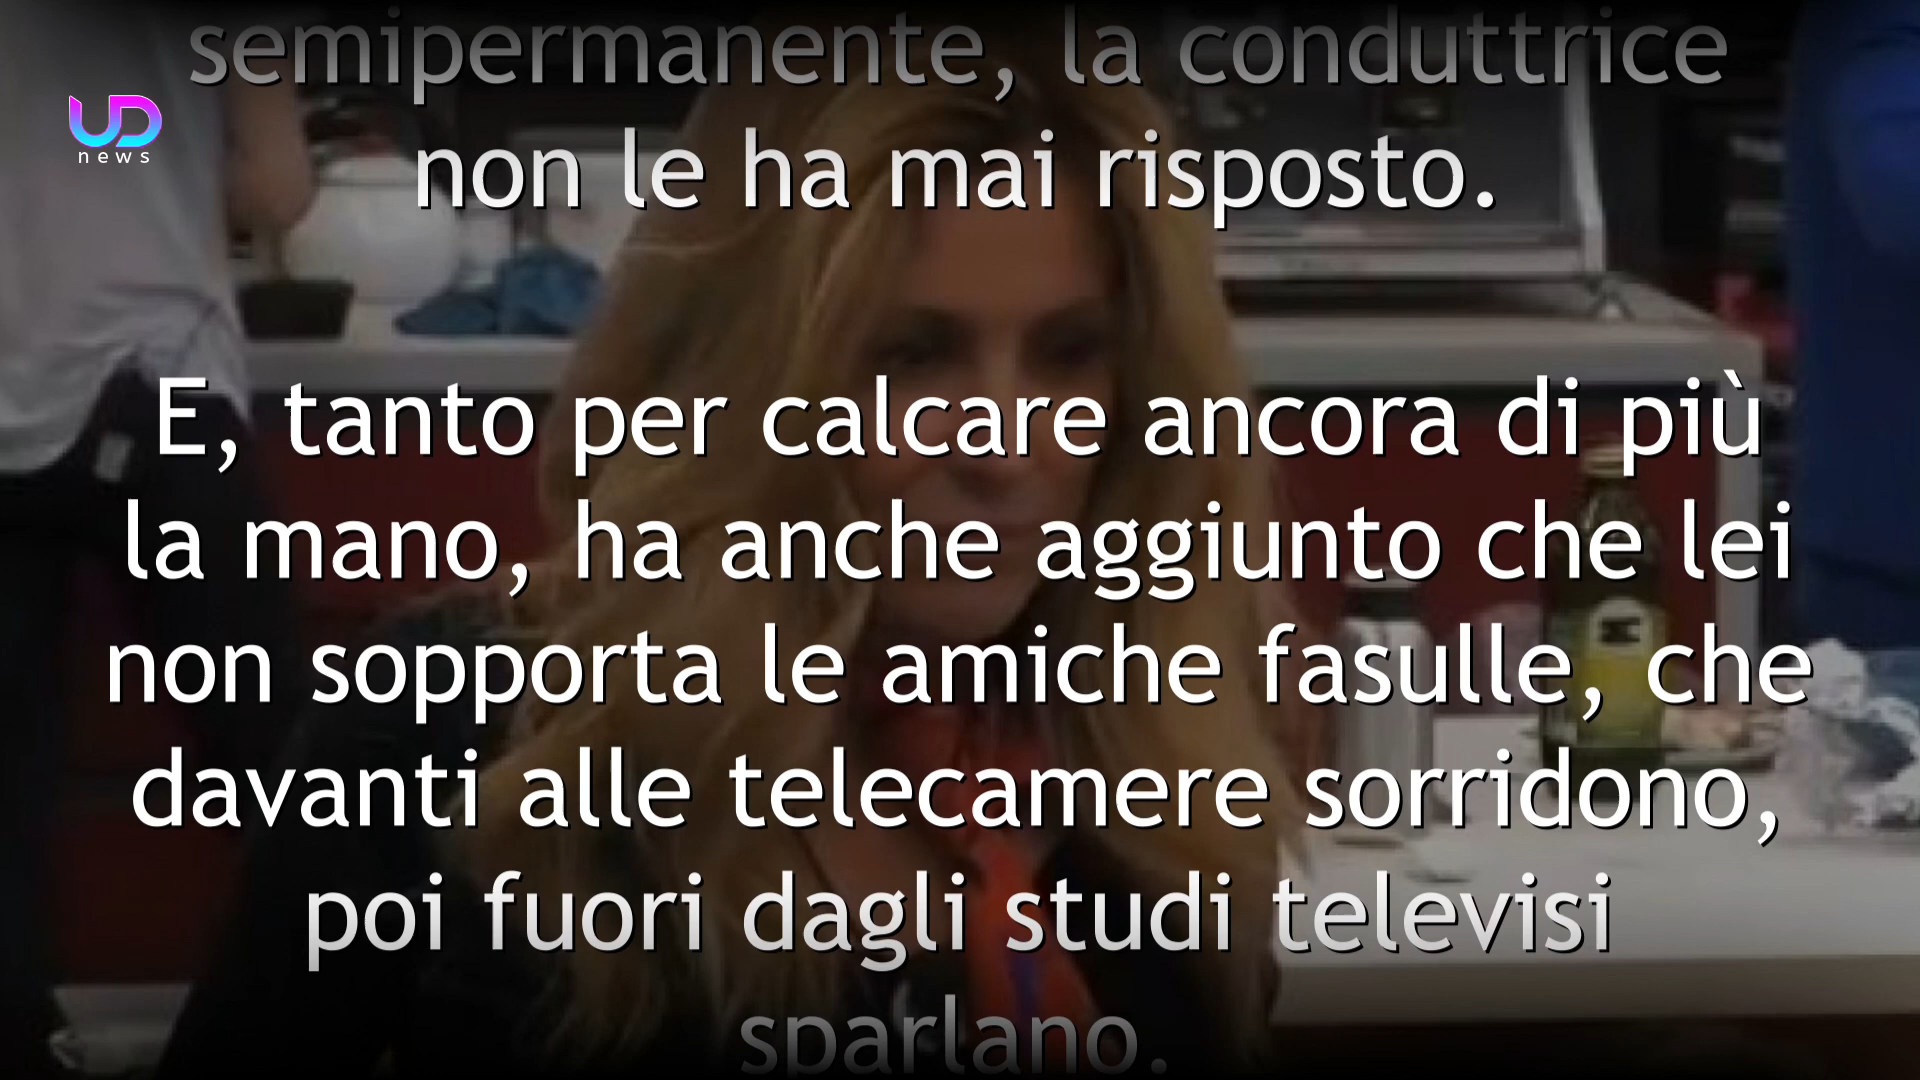 semipermanente, la conduttrice
UD
news
non le ha mai risposto.
E, tanto per calcare ancora di più
la mano, ha anche aggiunto che lei
non sopporta le amiche fasulle, che
davanti alle telecamere sorridono,
poi fuori dagli studi televisi
sparlano.